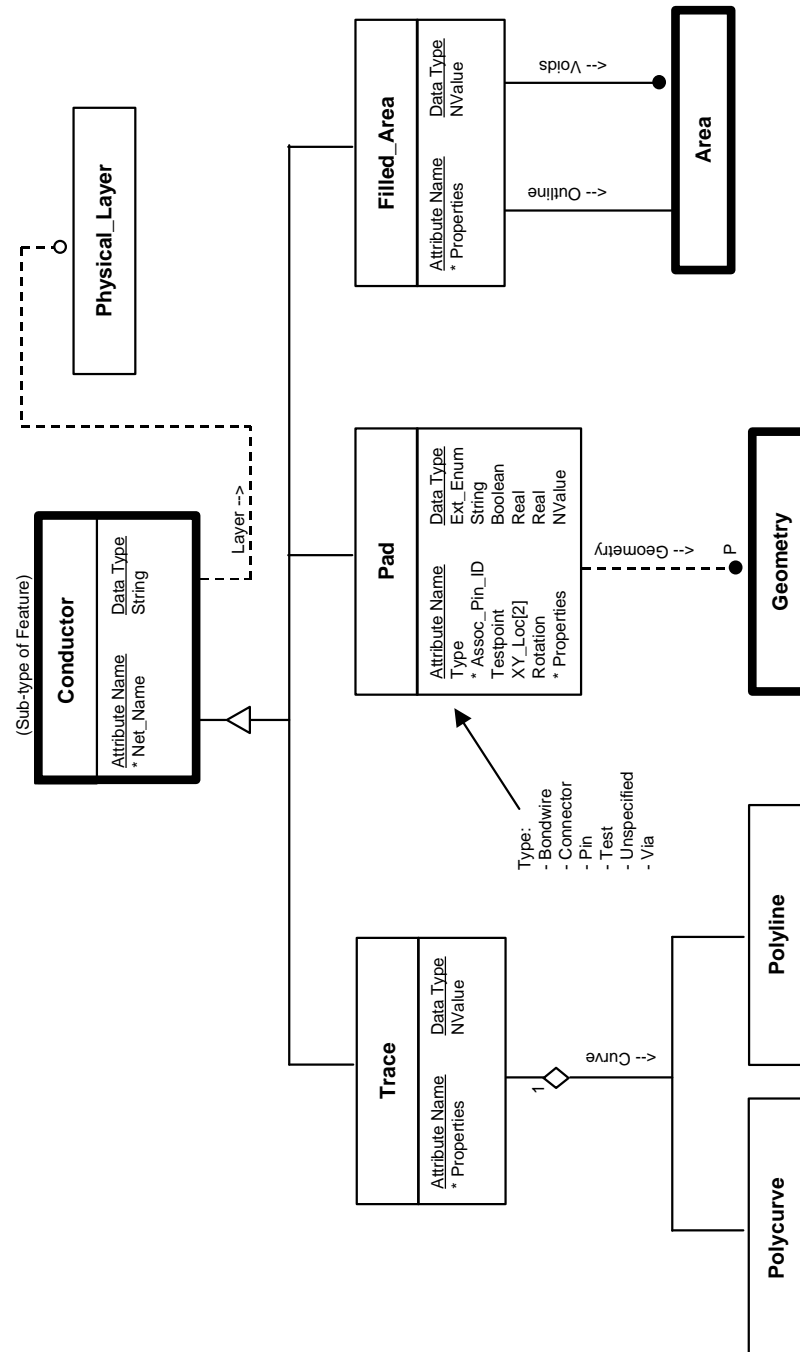 (Sub-type of Feature)
Conductor
Attribute Name Data Type
* Net_Name String
Layer -->
Physical_Layer
Trace
Attribute Name Data Type
* Properties NValue
1
<-- Curve
Polycurve
Polyline
Type:
- Bondwire
- Connector
- Pin
- Test
- Unspecified
- Via
Pad
Attribute Name Data Type
Type Ext_Enum
* Assoc_Pin_ID String
Testpoint Boolean
XY_Loc[2] Real
Rotation Real
* Properties NValue
<-- Geometry
P
Geometry
Filled_Area
Attribute Name Data Type
* Properties NValue
<-- Outline
<-- Voids
Area